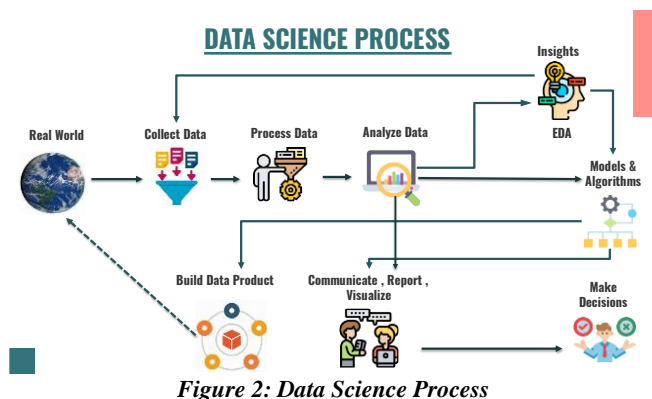 DATA SCIENCE PROCESS
Insights
Real World
Collect Data
Process Data
Analyze Data
EDA
Models &
Algorithms
Build Data Product
Communicate , Report ,
Visualize
Make
Decisions
Figure 2: Data Science Process